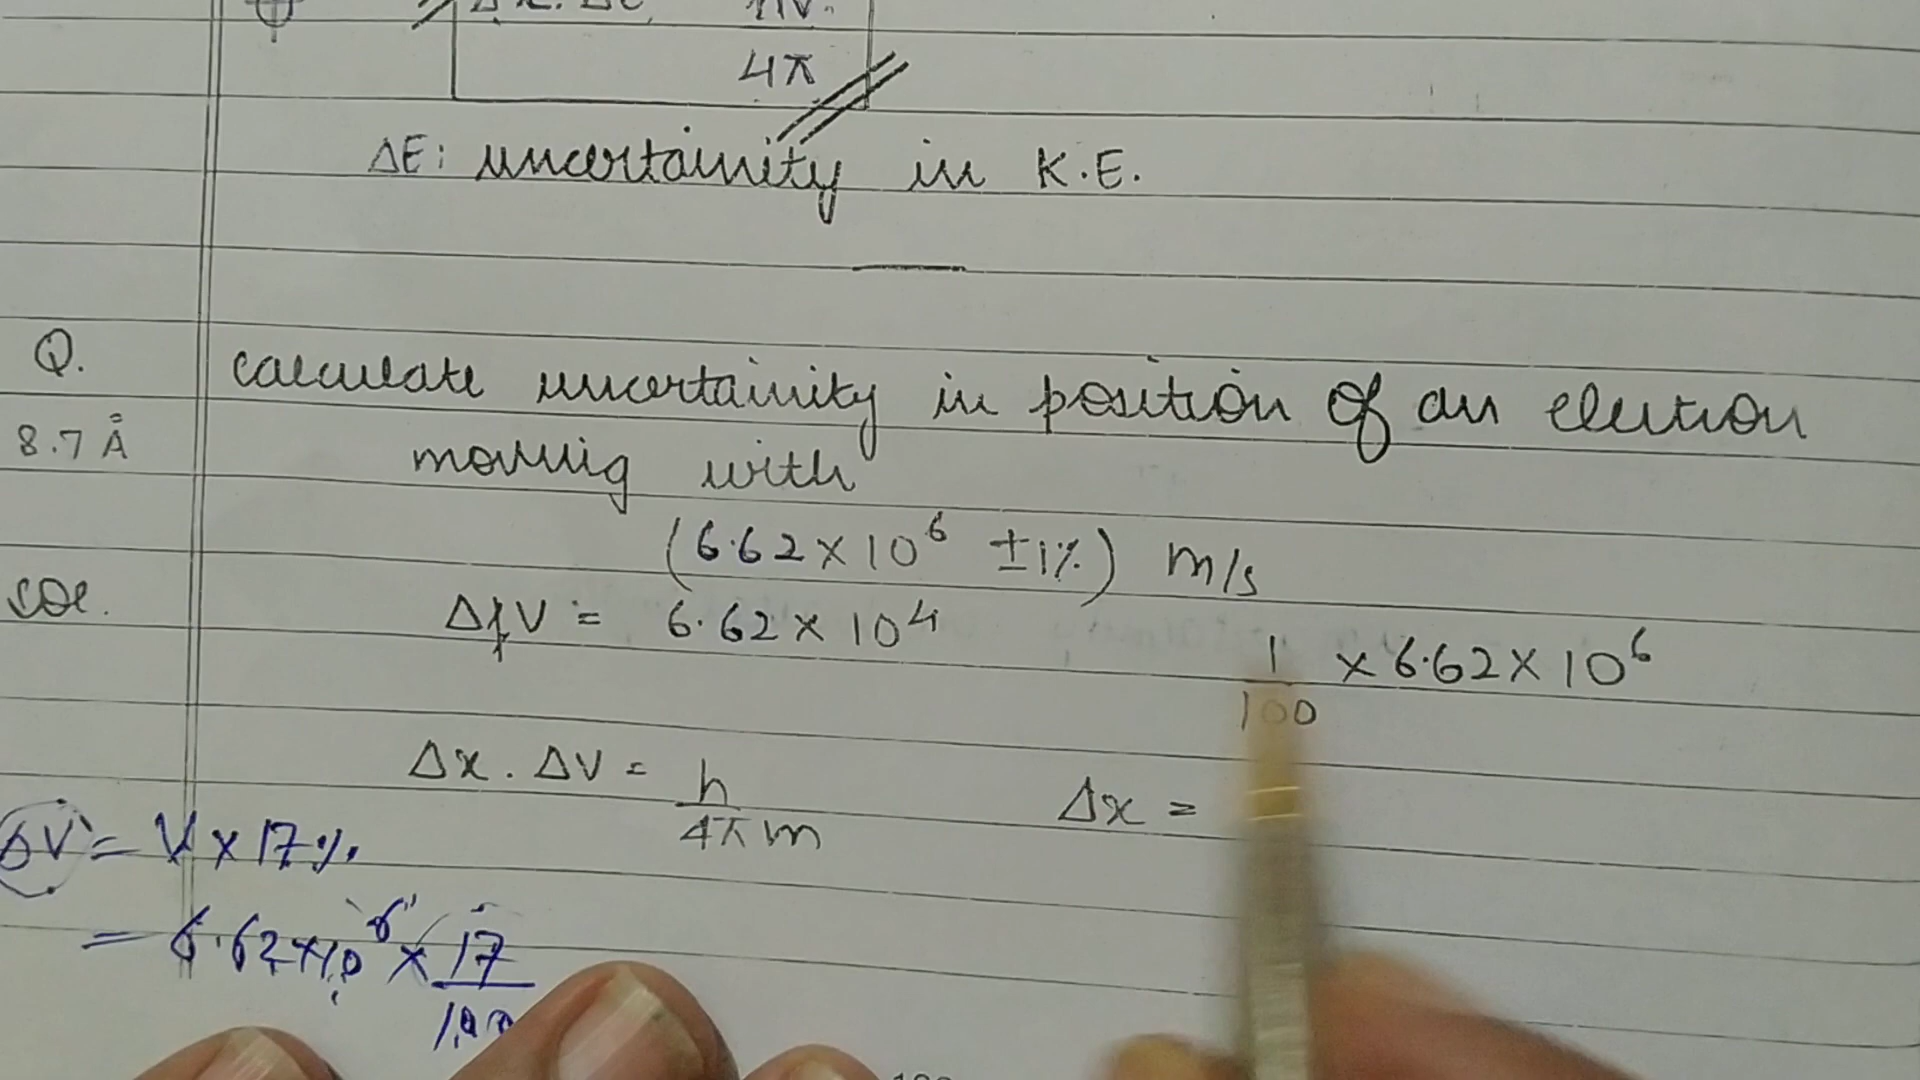 4π
ΔE: uncertainity in K.E.
Q. calculate uncertainity in position of an electron
8.7 Å moving with
(6.62 × 10⁶ ±1%) m/s
Sol. ΔV = 6.62 × 10⁴
1/100 × 6.62 × 10⁶
Δx . ΔV = h/4πm Δx =
ΔV = V × 17%
= 6.62 × 10⁶ × 17/100